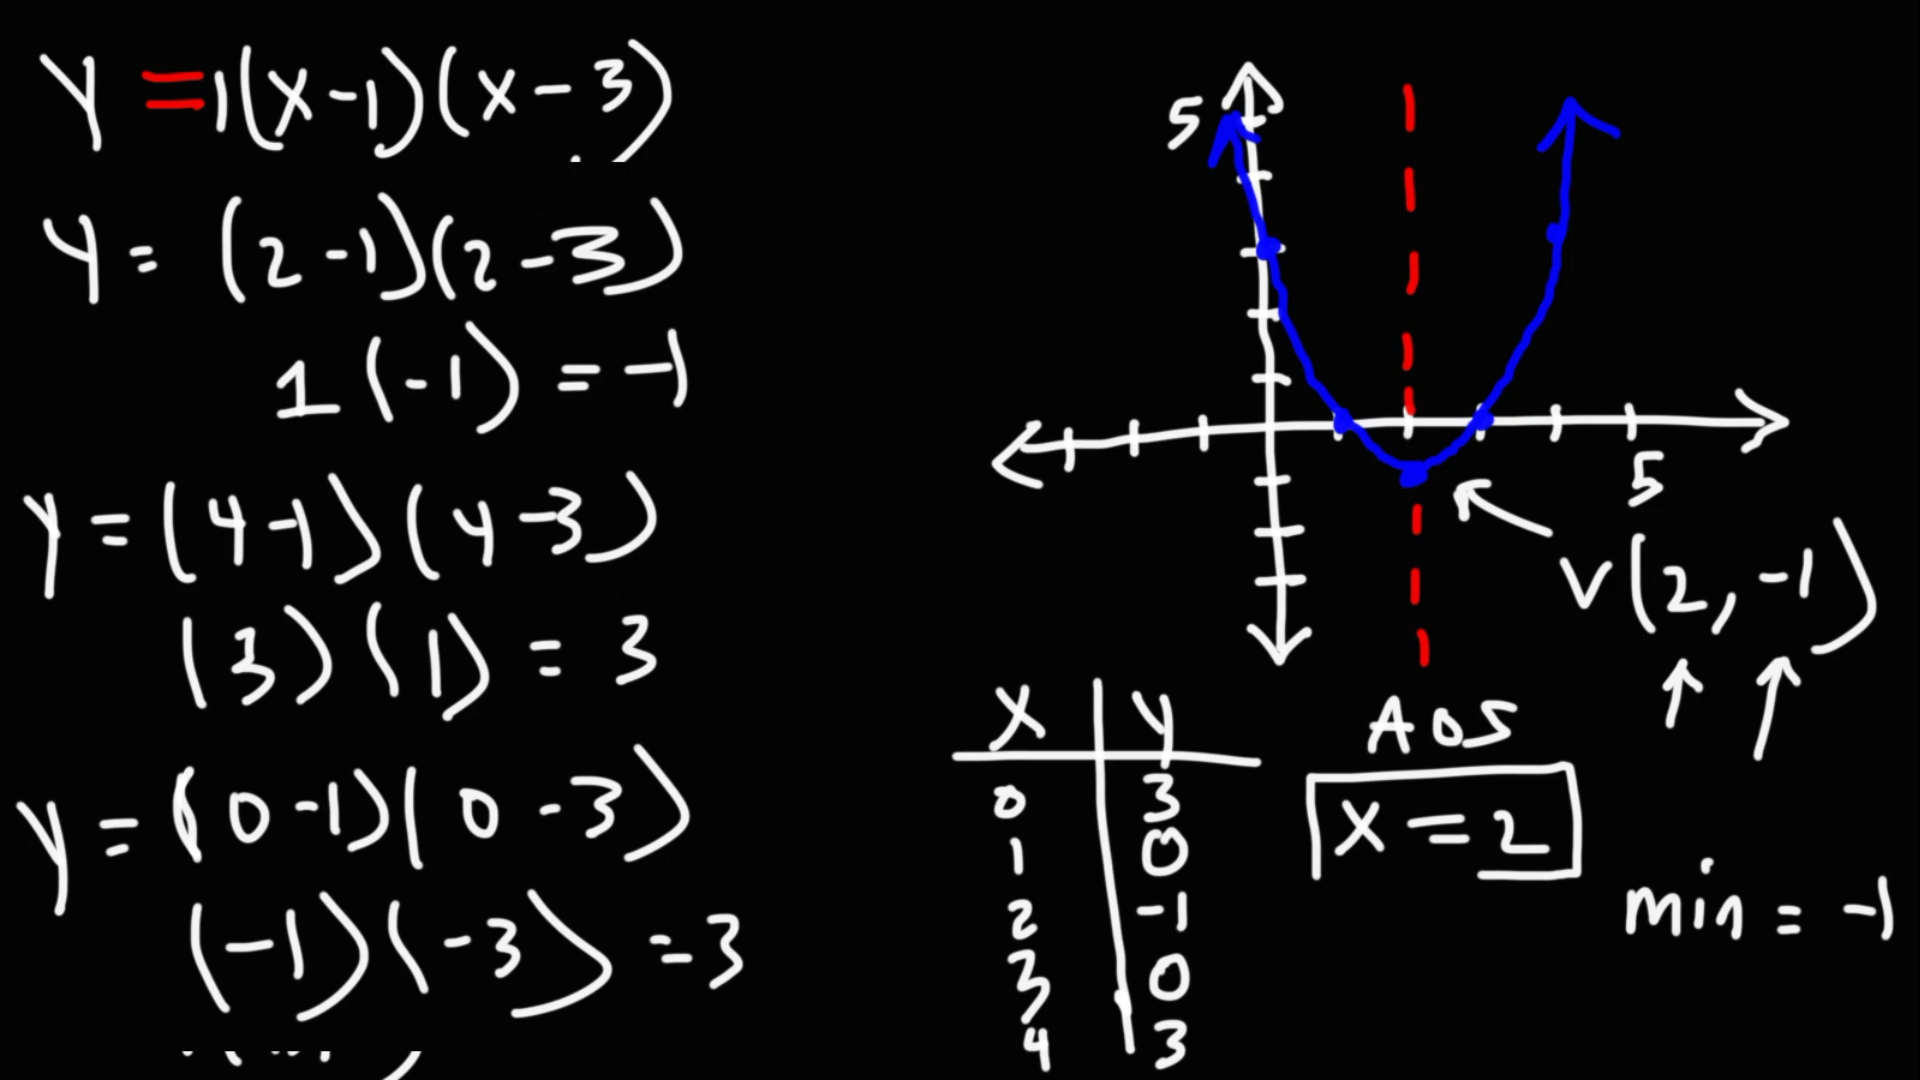 y = 1(x-1)(x-3)
y = (2-1)(2-3)
1(-1) = -1
y = (4-1)(4-3)
(3)(1) = 3
y = (0-1)(0-3)
(-1)(-3) = 3
5
5
V(2,-1)
x y
0 3
1 0
2 -1
3 0
4 3
AOS
x = 2
min = -1